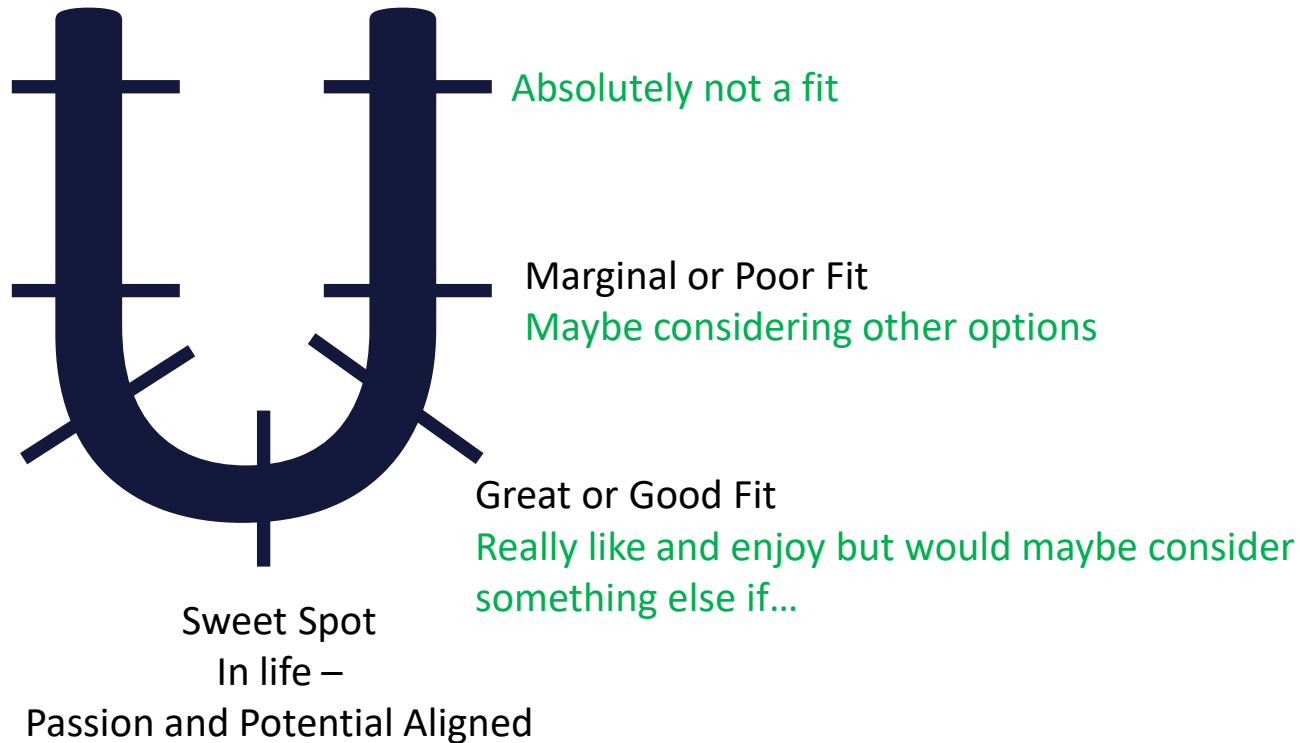 Absolutely not a fit
Marginal or Poor Fit
Maybe considering other options
Great or Good Fit
Really like and enjoy but would maybe consider
something else if…
Sweet Spot
In life –
Passion and Potential Aligned